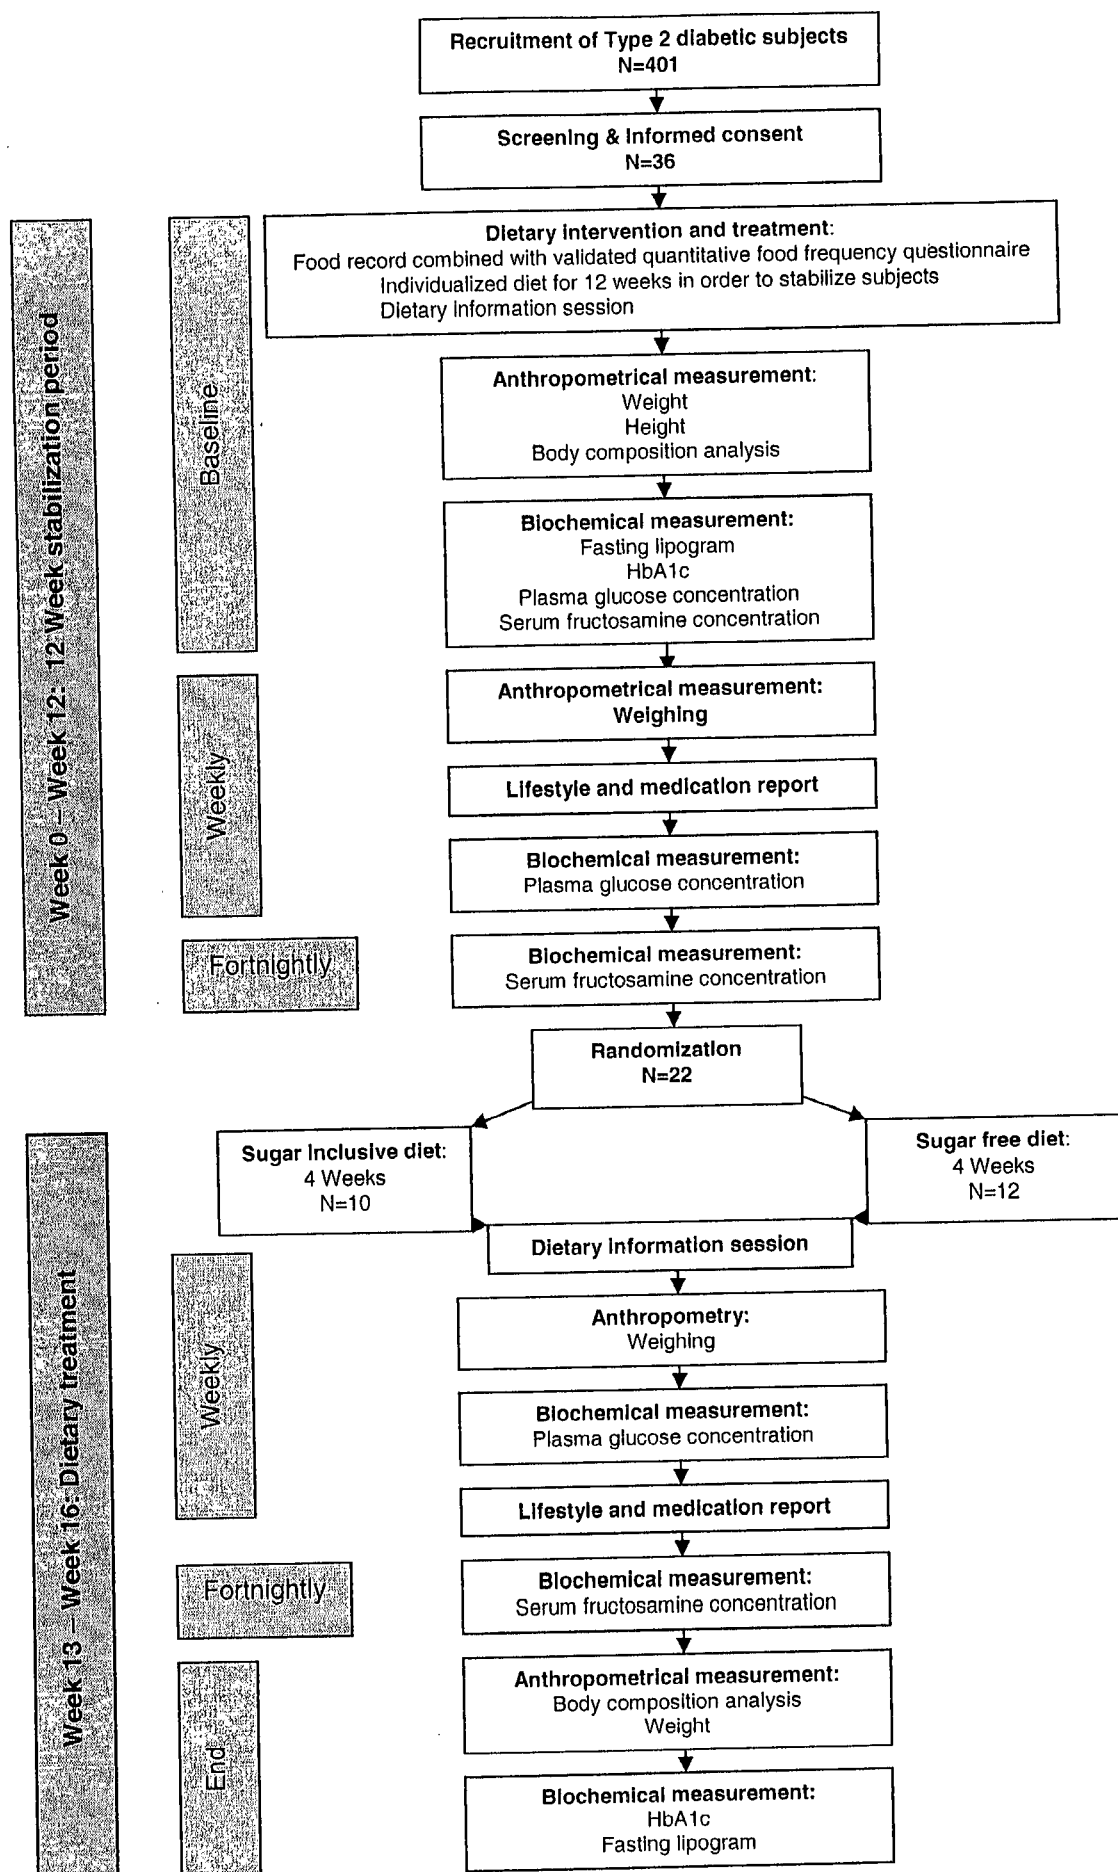 Recruitment of Type 2 diabetic subjects
N=401
Screening & Informed consent
N=36
Week 0 – Week 12: 12 Week stabilization period
Baseline
Dietary intervention and treatment:
Food record combined with validated quantitative food frequency questionnaire
Individualized diet for 12 weeks in order to stabilize subjects
Dietary Information session
Anthropometrical measurement:
Weight
Height
Body composition analysis
Biochemical measurement:
Fasting lipogram
HbA1c
Plasma glucose concentration
Serum fructosamine concentration
Weekly
Anthropometrical measurement:
Weighing
Lifestyle and medication report
Biochemical measurement:
Plasma glucose concentration
Fortnightly
Biochemical measurement:
Serum fructosamine concentration
Randomization
N=22
Sugar inclusive diet:
4 Weeks
N=10
Sugar free diet:
4 Weeks
N=12
Week 13 – Week 16: Dietary treatment
Dietary information session
Weekly
Anthropometry:
Weighing
Biochemical measurement:
Plasma glucose concentration
Lifestyle and medication report
Fortnightly
Biochemical measurement:
Serum fructosamine concentration
End
Anthropometrical measurement:
Body composition analysis
Weight
Biochemical measurement:
HbA1c
Fasting lipogram